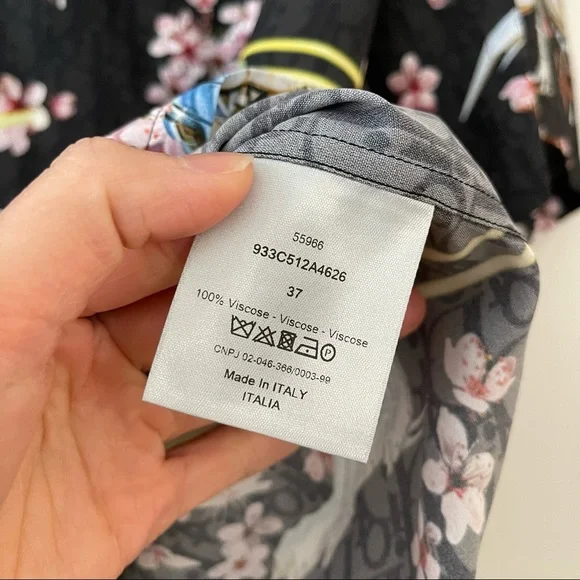 55966
933C512A4626
37
100% Viscose - Viscose - Viscose
P
CNPJ 02-046-366/0003-99
Made In ITALY
ITALIA